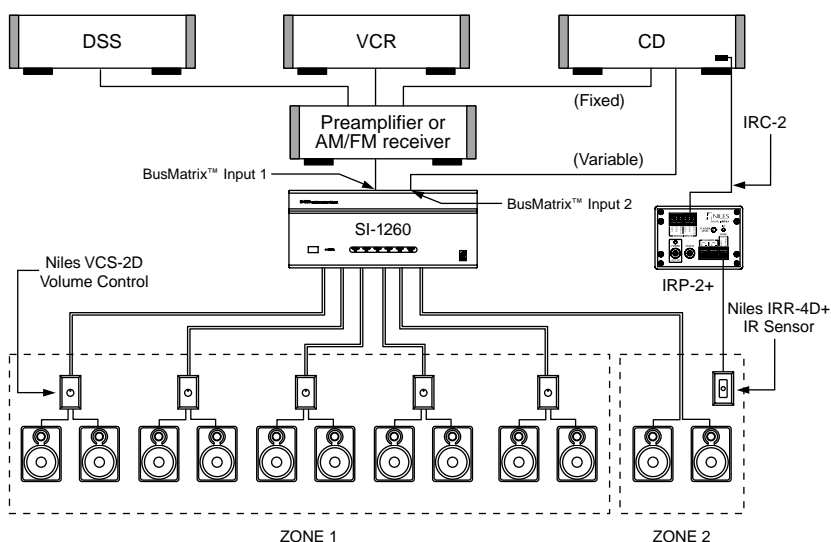 DSS
VCR
CD
(Fixed)
Preamplifier or
AM/FM receiver
IRC-2
(Variable)
BusMatrix™ Input 1
BusMatrix™ Input 2
SI-1260
NILES
Niles VCS-2D
Volume Control
IRP-2+
Niles IRR-4D+
IR Sensor
ZONE 1
ZONE 2